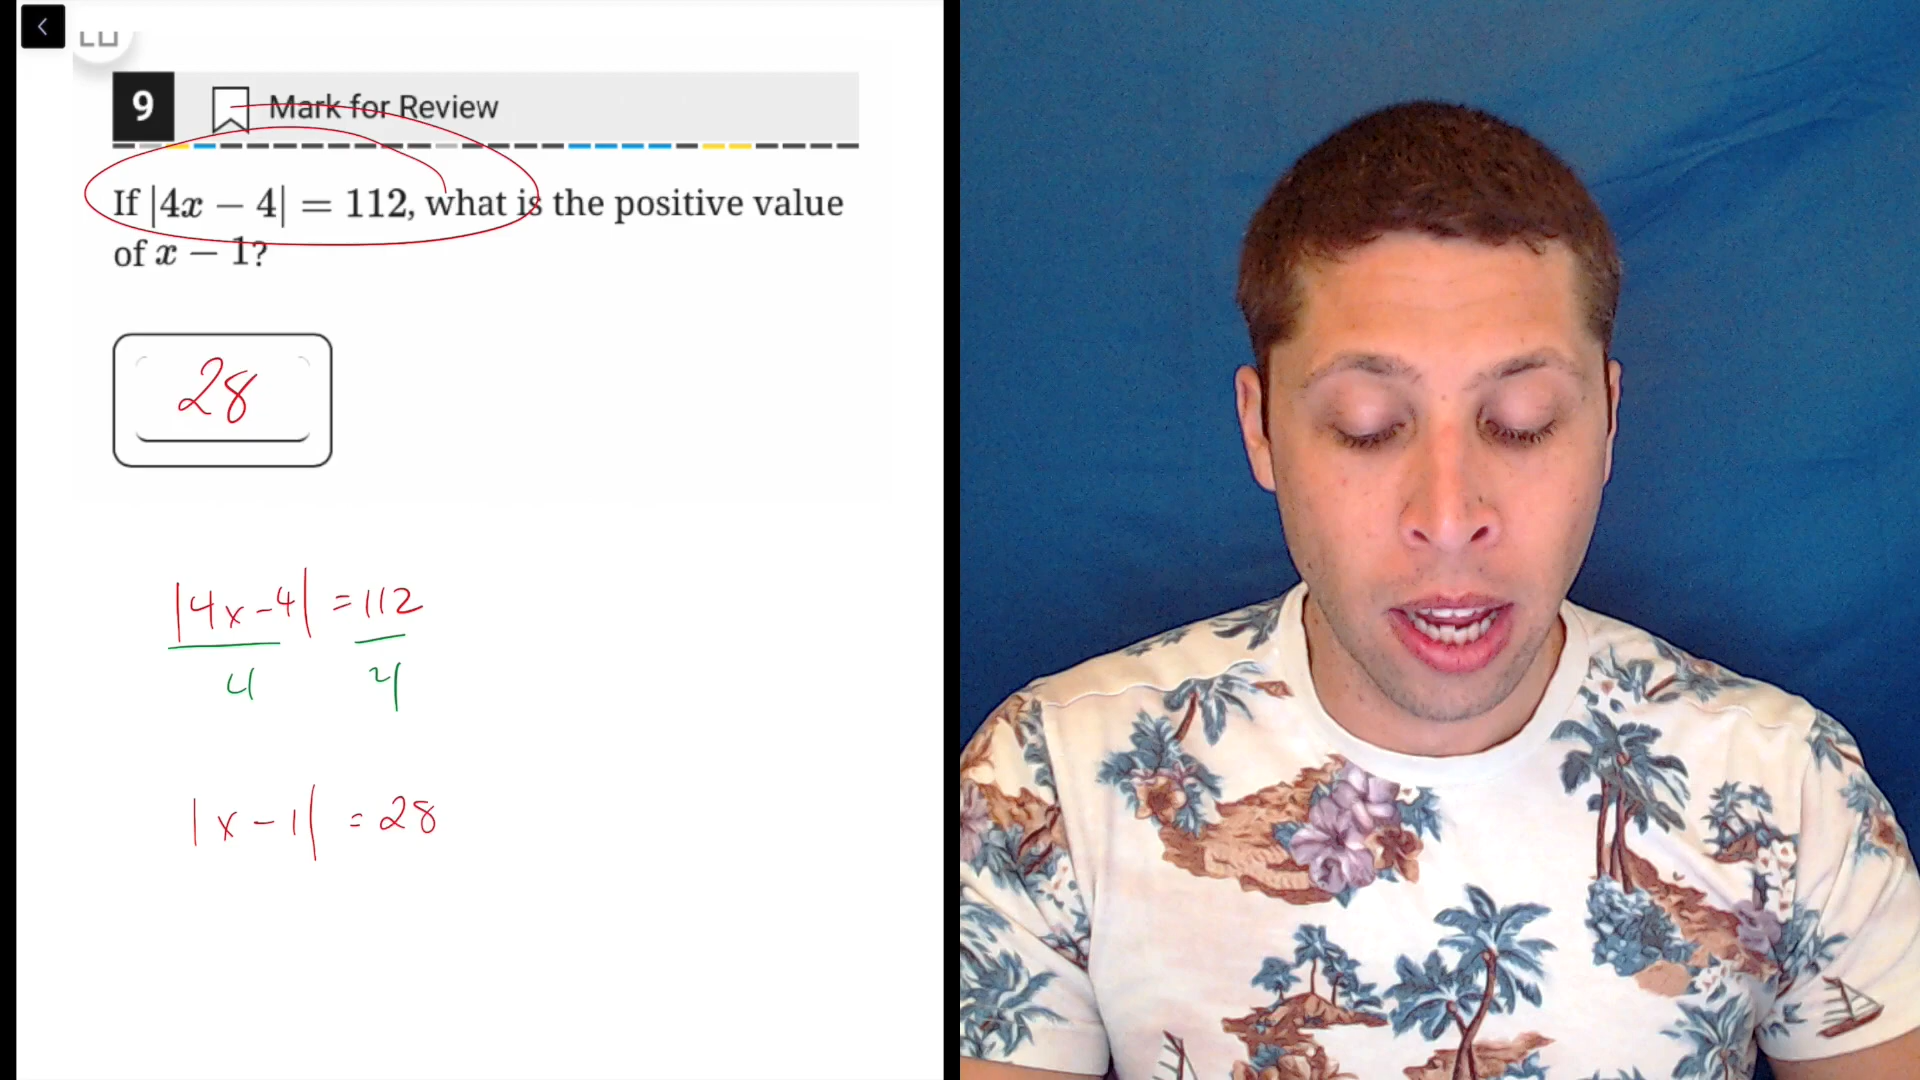 9 Mark for Review
If |4x − 4| = 112, what is the positive value
of x − 1?
28
|4x-4| = 112
4 4
|x-1| = 28